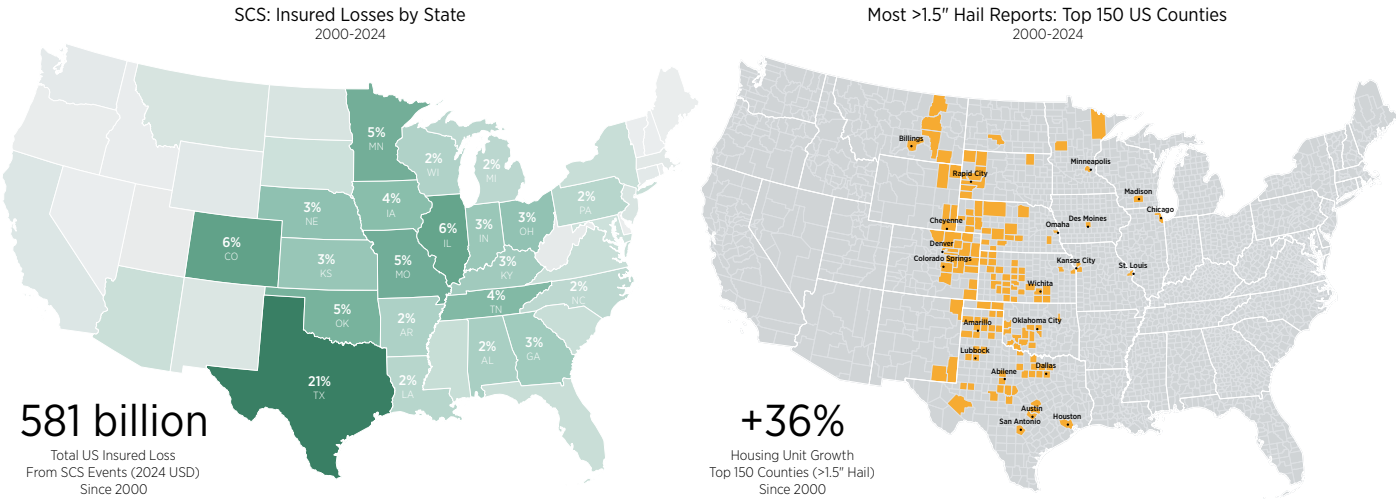 SCS: Insured Losses by State
2000-2024
5%
MN
2%
WI
2%
MI
4%
IA
3%
NE
6%
IL
3%
IN
3%
OH
2%
PA
6%
CO
3%
KS
5%
MO
3%
KY
2%
NC
4%
TN
5%
OK
2%
AR
2%
AL
3%
GA
21%
TX
2%
LA
581 billion
Total US Insured Loss
From SCS Events (2024 USD)
Since 2000
Most >1.5" Hail Reports: Top 150 US Counties
2000-2024
Billings
Minneapolis
Rapid City
Madison
Chicago
Cheyenne
Omaha
Des Moines
Denver
Colorado Springs
Kansas City
St. Louis
Wichita
Amarillo
Oklahoma City
Lubbock
Abilene
Dallas
Austin
San Antonio
Houston
+36%
Housing Unit Growth
Top 150 Counties (>1.5" Hail)
Since 2000